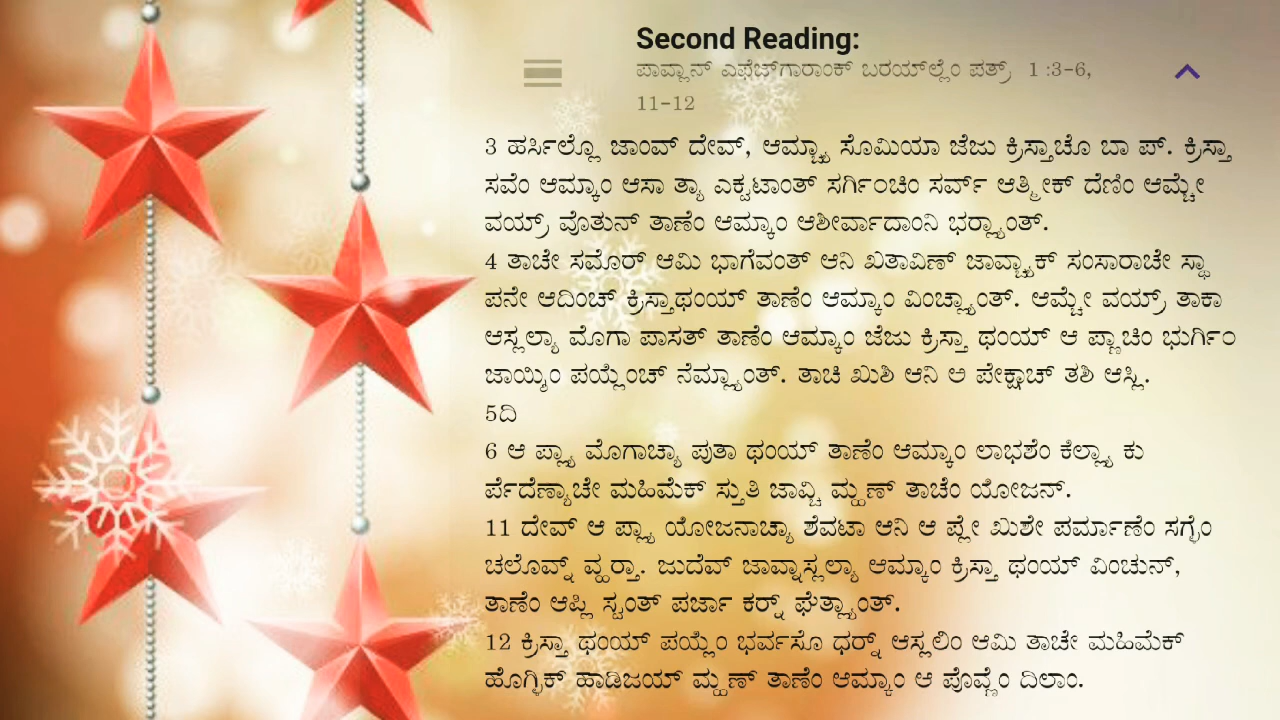 Second Reading:
ಪಾವ್ಲಾನ್ ಎಫೆಜ್‌ಗಾರಾಂಕ್ ಬರಯ್‌ಲ್ಲೆಂ ಪತ್ರ್ 1 :3-6,
11-12
3 ಹರ್ಸಿಲ್ಲೊ ಜಾಂವ್ ದೇವ್, ಆಮ್ಚ್ಯಾ ಸೊಮಿಯಾ ಜೆಜು ಕ್ರಿಸ್ತಾಚೊ ಬಾ ಪ್. ಕ್ರಿಸ್ತಾ
ಸವೆಂ ಆಮ್ಕಾಂ ಆಸಾ ತ್ಯಾ ಎಕ್ವಟಾಂತ್ ಸರ್ಗಿಂಚಿಂ ಸರ್ವ್ ಆತ್ಮೀಕ್ ದೆಣಿಂ ಆಮ್ಚೇ
ವಯ್ರ್ ವೊತುನ್ ತಾಣೆಂ ಆಮ್ಕಾಂ ಆಶೀರ್ವಾದಾಂನಿ ಭರ್‍ಲ್ಯಾಂತ್.
4 ತಾಚೇ ಸಮೊರ್ ಆಮಿ ಭಾಗೆವಂತ್ ಆನಿ ಖತಾವಿಣ್ ಜಾವ್ಚ್ಯಾಕ್ ಸಂಸಾರಾಚೇ ಸ್ಥಾ
ಪನೇ ಆದಿಂಚ್ ಕ್ರಿಸ್ತಾಥಂಯ್ ತಾಣೆಂ ಆಮ್ಕಾಂ ವಿಂಚ್ಲ್ಯಾಂತ್. ಆಮ್ಚೇ ವಯ್ರ್ ತಾಕಾ
ಆಸ್ಲಲ್ಯಾ ಮೊಗಾ ಪಾಸತ್ ತಾಣೆಂ ಆಮ್ಕಾಂ ಜೆಜು ಕ್ರಿಸ್ತಾ ಥಂಯ್ ಆ ಪ್ಣಾಚಿಂ ಭುರ್ಗಿಂ
ಜಾಯ್ಶಿಂ ಪಯ್ಲೆಂಚ್ ನೆಮ್ಲ್ಯಾಂತ್. ತಾಚಿ ಖುಶಿ ಆನಿ ಅ ಪೇಕ್ಷಾಚ್ ತಶಿ ಆಸ್ಲಿ.
5ದಿ
6 ಆ ಪ್ಲ್ಯಾ ಮೊಗಾಚ್ಯಾ ಪುತಾ ಥಂಯ್ ತಾಣೆಂ ಆಮ್ಕಾಂ ಲಾಭಶೆಂ ಕೆಲ್ಲ್ಯಾ ಕು
ರ್ಪೆದೆಣ್ಯಾಚೇ ಮಹಿಮೆಕ್ ಸ್ತುತಿ ಜಾವ್ಚಿ ಮ್ಹಣ್ ತಾಚೆಂ ಯೋಜನ್.
11 ದೇವ್ ಆ ಪ್ಲ್ಯಾ ಯೋಜನಾಚ್ಯಾ ಶೆವಟಾ ಆನಿ ಆ ಪ್ಲೇ ಖುಶೇ ಪರ್ಮಾಣೆಂ ಸಗ್ಳೆಂ
ಚಲೊವ್ನ್ ವ್ಹರ್ತಾ. ಜುದೆವ್ ಜಾವ್ನಾಸ್ಲಲ್ಯಾ ಆಮ್ಕಾಂ ಕ್ರಿಸ್ತಾ ಥಂಯ್ ವಿಂಚುನ್,
ತಾಣೆಂ ಆಪ್ಲಿ ಸ್ವಂತ್ ಪರ್ಜಾ ಕರ್‍ನ್ ಘೆತ್ಲ್ಯಾಂತ್.
12 ಕ್ರಿಸ್ತಾ ಥಂಯ್ ಪಯ್ಲೆಂ ಭರ್ವಸೊ ಧರ್‍ನ್ ಆಸ್ಲಲಿಂ ಆಮಿ ತಾಚೇ ಮಹಿಮೆಕ್
ಹೊಗ್ಳಿಕ್ ಹಾಡಿಜಯ್ ಮ್ಹಣ್ ತಾಣೆಂ ಆಮ್ಕಾಂ ಆ ಪೊವ್ಣೆಂ ದಿಲಾಂ.